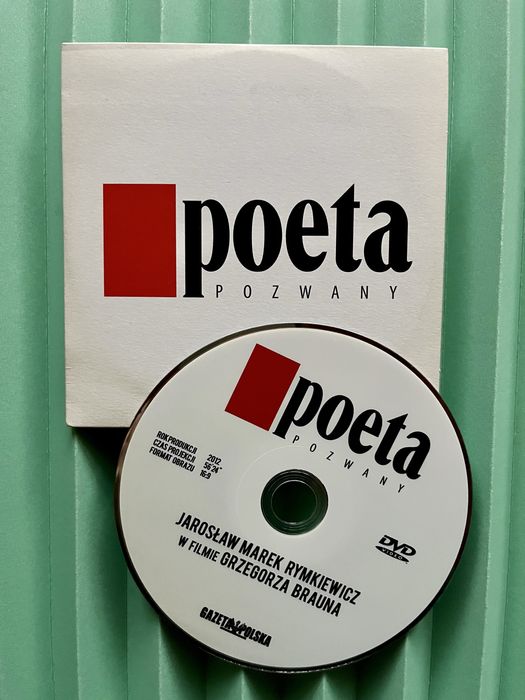 poeta
POZWANY
poeta
POZWANY
ROK PRODUKCJI 2012
CZAS PROJEKCJI 56'24"
FORMAT OBRAZU 16:9
DVD
VIDEO
JAROSŁAW MAREK RYMKIEWICZ
W FILMIE GRZEGORZA BRAUNA
GAZETA POLSKA